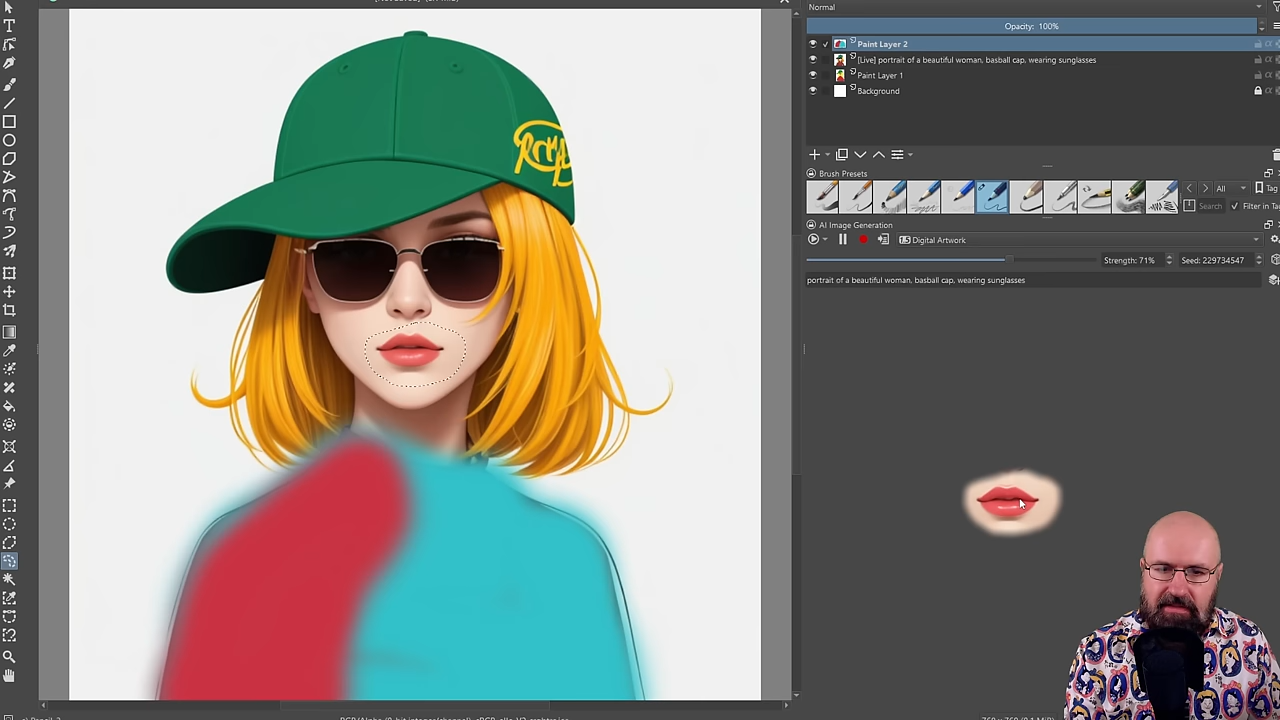 Normal
Opacity: 100%
Paint Layer 2
[Live] portrait of a beautiful woman, basball cap, wearing sunglasses
Paint Layer 1
Background
Brush Presets
All
Tag
Search
Filter in Tag
AI Image Generation
Digital Artwork
Strength: 71%
Seed: 229734547
portrait of a beautiful woman, basball cap, wearing sunglasses